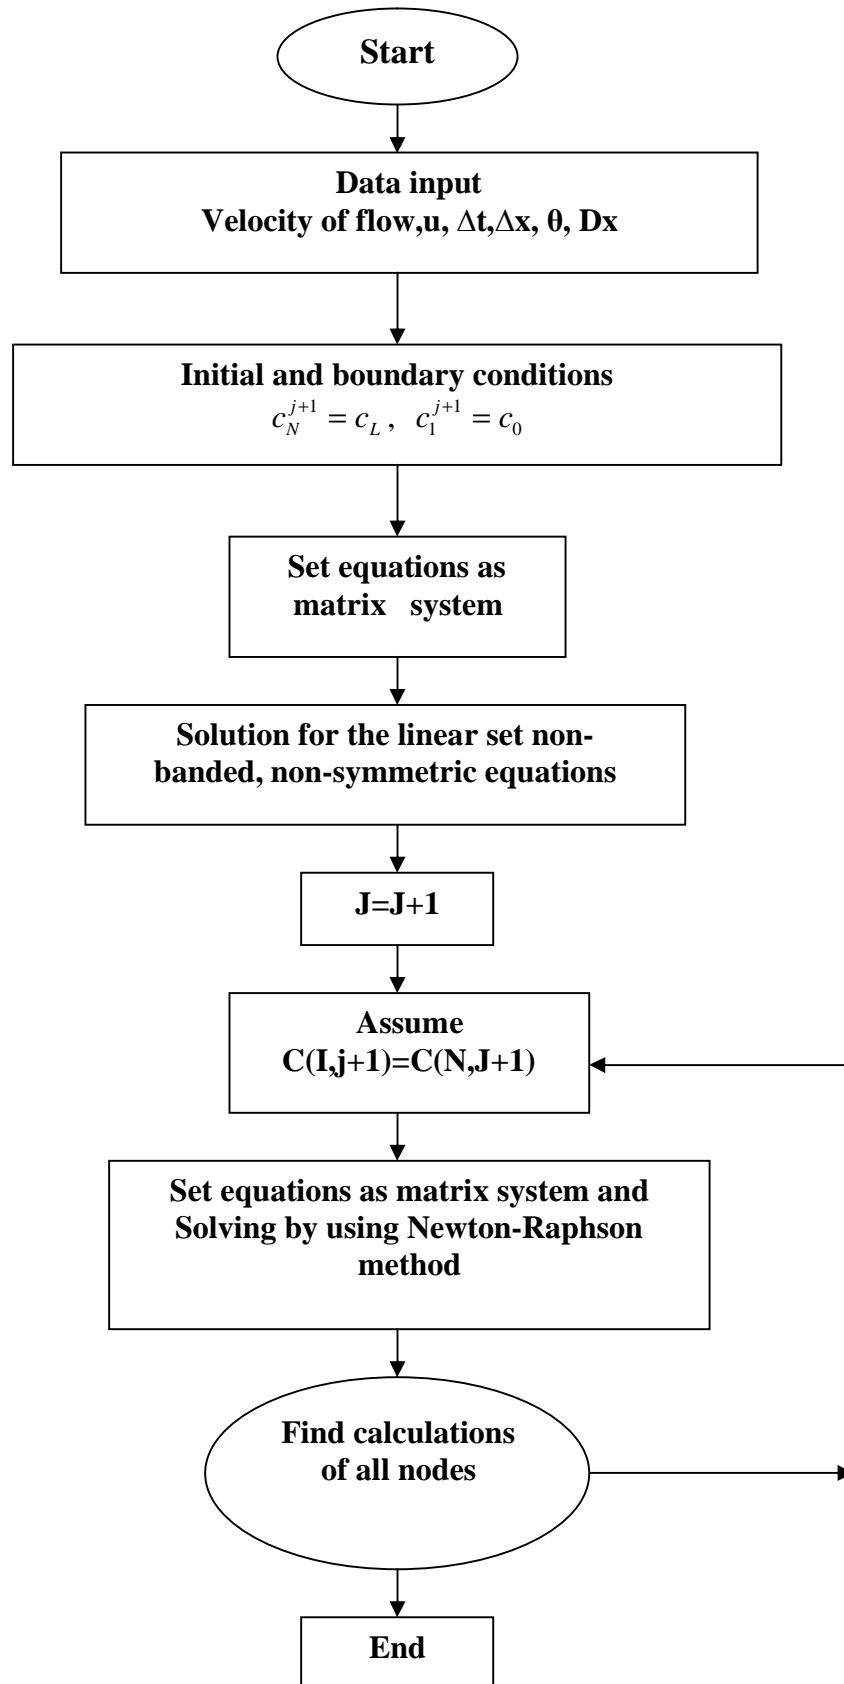 Start
Data input
Velocity of flow,u, Δt,Δx, θ, Dx
Initial and boundary conditions
$c_N^{j+1} = c_L$ , $c_1^{j+1} = c_0$
Set equations as
matrix system
Solution for the linear set non-
banded, non-symmetric equations
J=J+1
Assume
C(I,j+1)=C(N,J+1)
Set equations as matrix system and
Solving by using Newton-Raphson
method
Find calculations
of all nodes
End